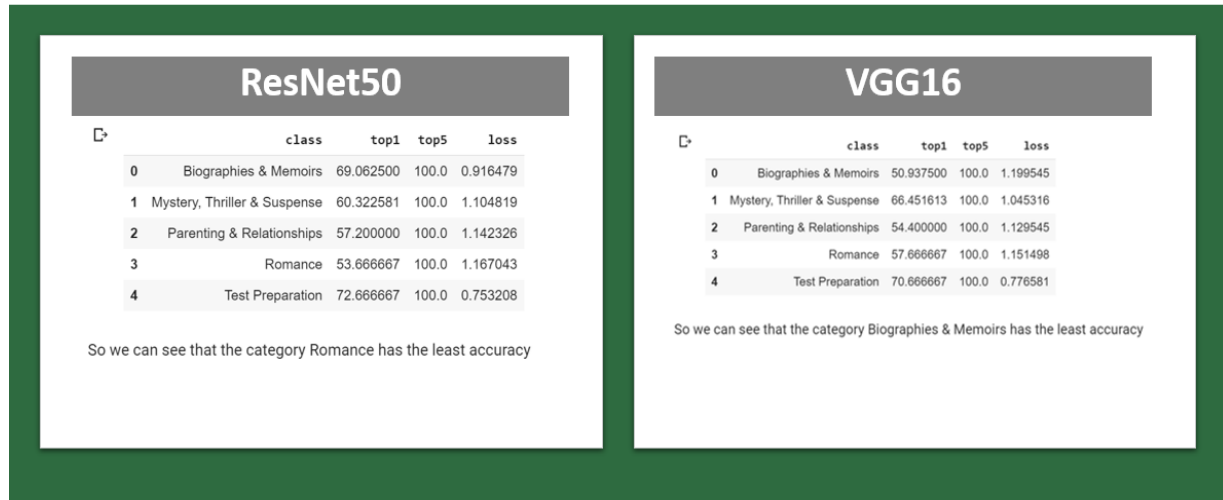 ResNet50
class top1 top5 loss
0 Biographies & Memoirs 69.062500 100.0 0.916479
1 Mystery, Thriller & Suspense 60.322581 100.0 1.104819
2 Parenting & Relationships 57.200000 100.0 1.142326
3 Romance 53.666667 100.0 1.167043
4 Test Preparation 72.666667 100.0 0.753208
So we can see that the category Romance has the least accuracy
VGG16
class top1 top5 loss
0 Biographies & Memoirs 50.937500 100.0 1.199545
1 Mystery, Thriller & Suspense 66.451613 100.0 1.045316
2 Parenting & Relationships 54.400000 100.0 1.129545
3 Romance 57.666667 100.0 1.151498
4 Test Preparation 70.666667 100.0 0.776581
So we can see that the category Biographies & Memoirs has the least accuracy